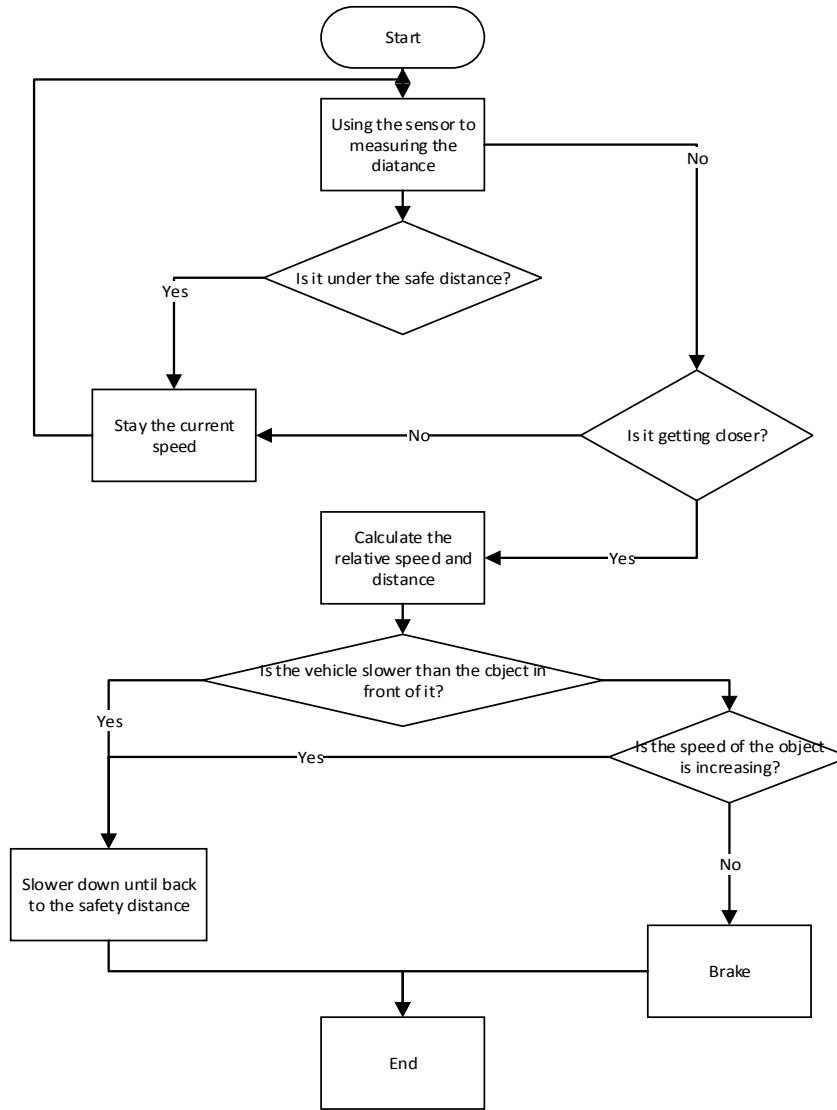 Start
Using the sensor to
measuring the
diatance
No
Is it under the safe distance?
Yes
Stay the current
speed
No
Is it getting closer?
Calculate the
relative speed and
distance
Yes
Is the vehicle slower than the object in
front of it?
Yes
Is the speed of the object
is increasing?
Yes
No
Slower down until back
to the safety distance
Brake
End